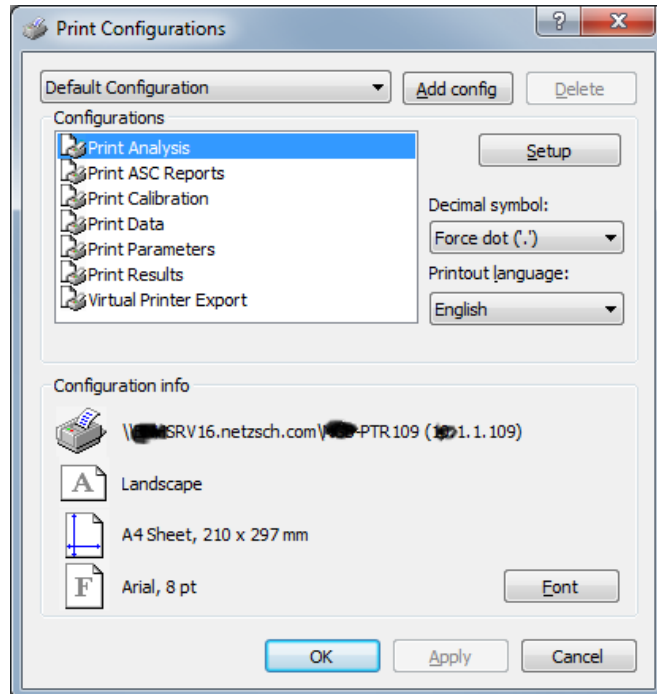 Print Configurations
Default Configuration
Add config
Delete
Configurations
Print Analysis
Print ASC Reports
Print Calibration
Print Data
Print Parameters
Print Results
Virtual Printer Export
Setup
Decimal symbol:
Force dot ('.')
Printout language:
English
Configuration info
SRV16.netzsch.com\ -PTR109 ( 1.1.109)
A
Landscape
A4 Sheet, 210 x 297 mm
F
Arial, 8 pt
Font
OK
Apply
Cancel